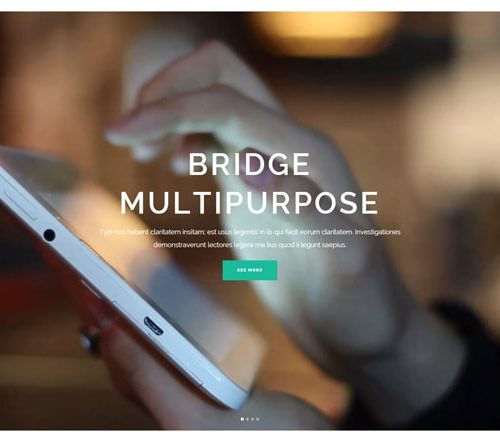 BRIDGE
MULTIPURPOSE
Typi non habent claritatem insitam; est usus legentis in iis qui facit eorum claritatem. Investigationes
demonstraverunt lectores legere me lius quod ii legunt saepius.
SEE MORE